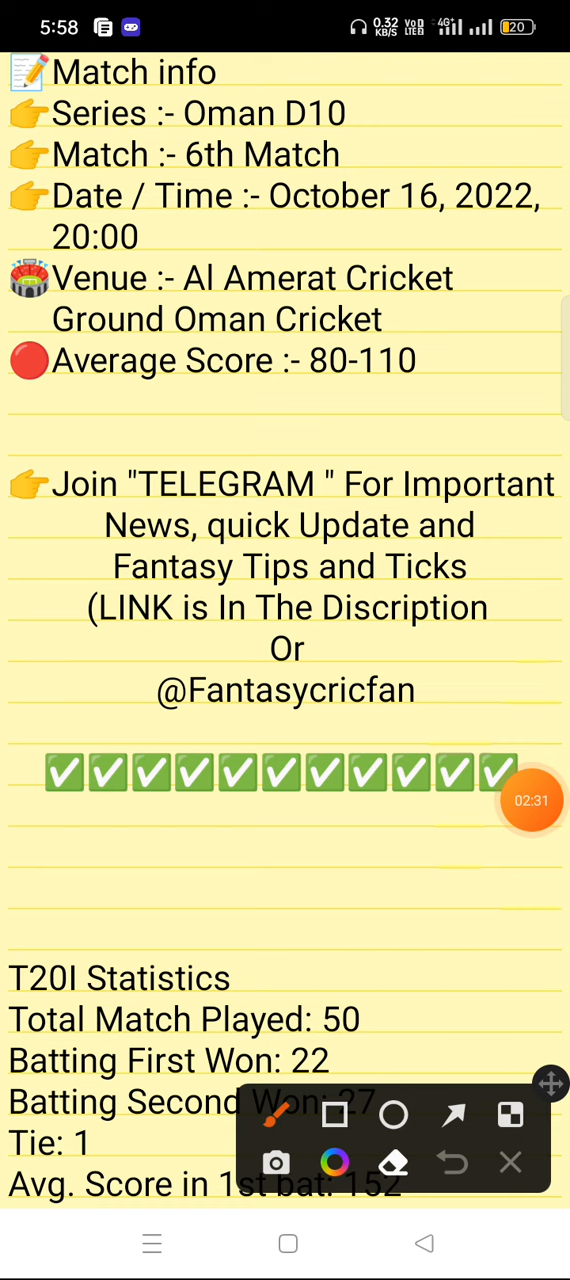 5:58 0.32 KB/S Vo) LTE2 4G+ 20
Match info
Series :- Oman D10
Match :- 6th Match
Date / Time :- October 16, 2022,
20:00
Venue :- Al Amerat Cricket
Ground Oman Cricket
Average Score :- 80-110
Join "TELEGRAM " For Important
News, quick Update and
Fantasy Tips and Ticks
(LINK is In The Discription
Or
@Fantasycricfan
02:31
T20I Statistics
Total Match Played: 50
Batting First Won: 22
Batting Second Won: 27
Tie: 1
Avg. Score in 1st bat: 152